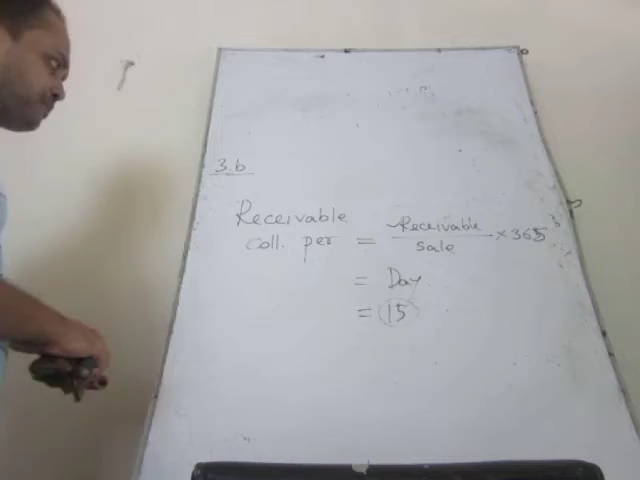 3.b
Receivable
Coll. per = Receivable / sale × 365
= Day.
= 15